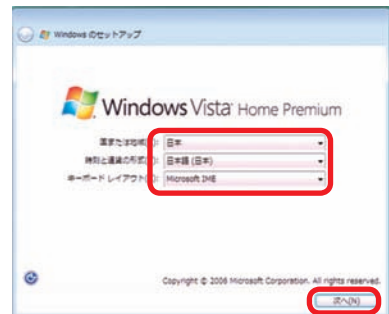 Windows のセットアップ
Windows Vista Home Premium
国または地域(C): 日本
時刻と通貨の形式(T): 日本語 (日本)
キーボード レイアウト(K): Microsoft IME
Copyright © 2006 Microsoft Corporation. All rights reserved.
次へ(N)